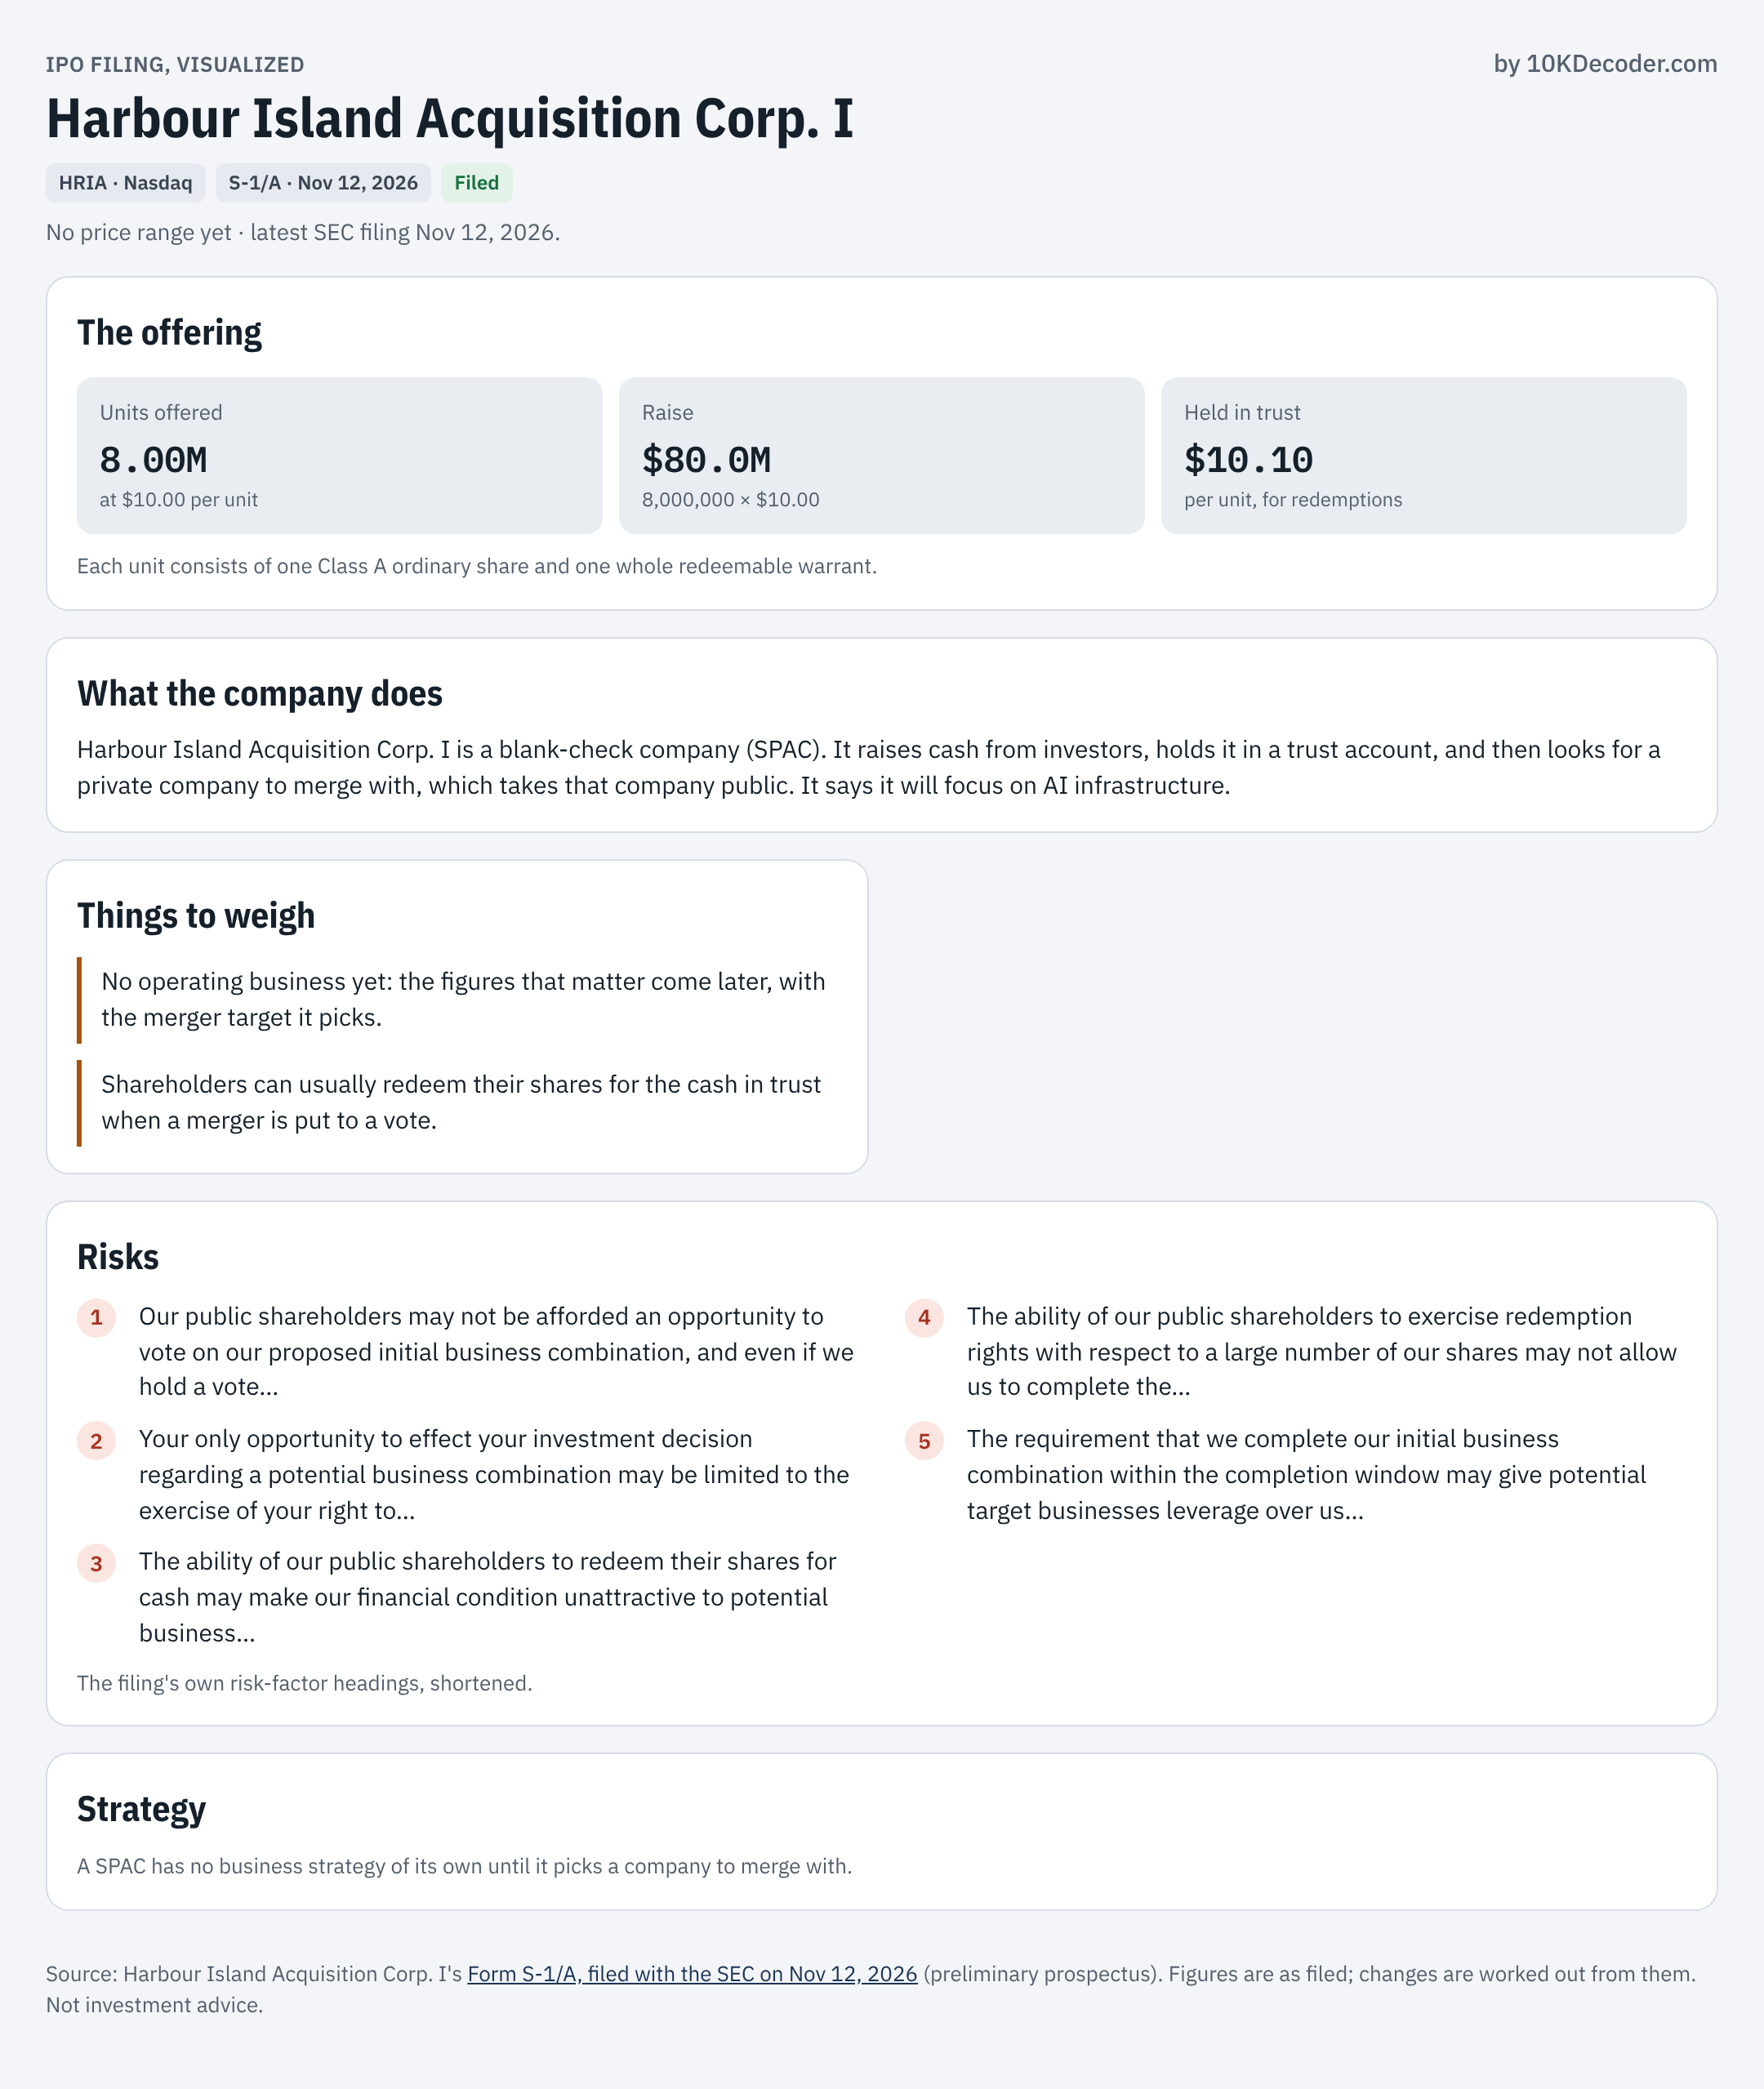 IPO FILING, VISUALIZED
by 10KDecoder.com
Harbour Island Acquisition Corp. I
HRIA · Nasdaq
S-1/A · Nov 12, 2026
Filed
No price range yet · latest SEC filing Nov 12, 2026.
The offering
Units offered
8.00M
at $10.00 per unit
Raise
$80.0M
8,000,000 × $10.00
Held in trust
$10.10
per unit, for redemptions
Each unit consists of one Class A ordinary share and one whole redeemable warrant.
What the company does
Harbour Island Acquisition Corp. I is a blank-check company (SPAC). It raises cash from investors, holds it in a trust account, and then looks for a
private company to merge with, which takes that company public. It says it will focus on AI infrastructure.
Things to weigh
No operating business yet: the figures that matter come later, with
the merger target it picks.
Shareholders can usually redeem their shares for the cash in trust
when a merger is put to a vote.
Risks
1
Our public shareholders may not be afforded an opportunity to
vote on our proposed initial business combination, and even if we
hold a vote...
2
Your only opportunity to effect your investment decision
regarding a potential business combination may be limited to the
exercise of your right to...
3
The ability of our public shareholders to redeem their shares for
cash may make our financial condition unattractive to potential
business...
4
The ability of our public shareholders to exercise redemption
rights with respect to a large number of our shares may not allow
us to complete the...
5
The requirement that we complete our initial business
combination within the completion window may give potential
target businesses leverage over us...
The filing's own risk-factor headings, shortened.
Strategy
A SPAC has no business strategy of its own until it picks a company to merge with.
Source: Harbour Island Acquisition Corp. I's Form S-1/A, filed with the SEC on Nov 12, 2026 (preliminary prospectus). Figures are as filed; changes are worked out from them.
Not investment advice.